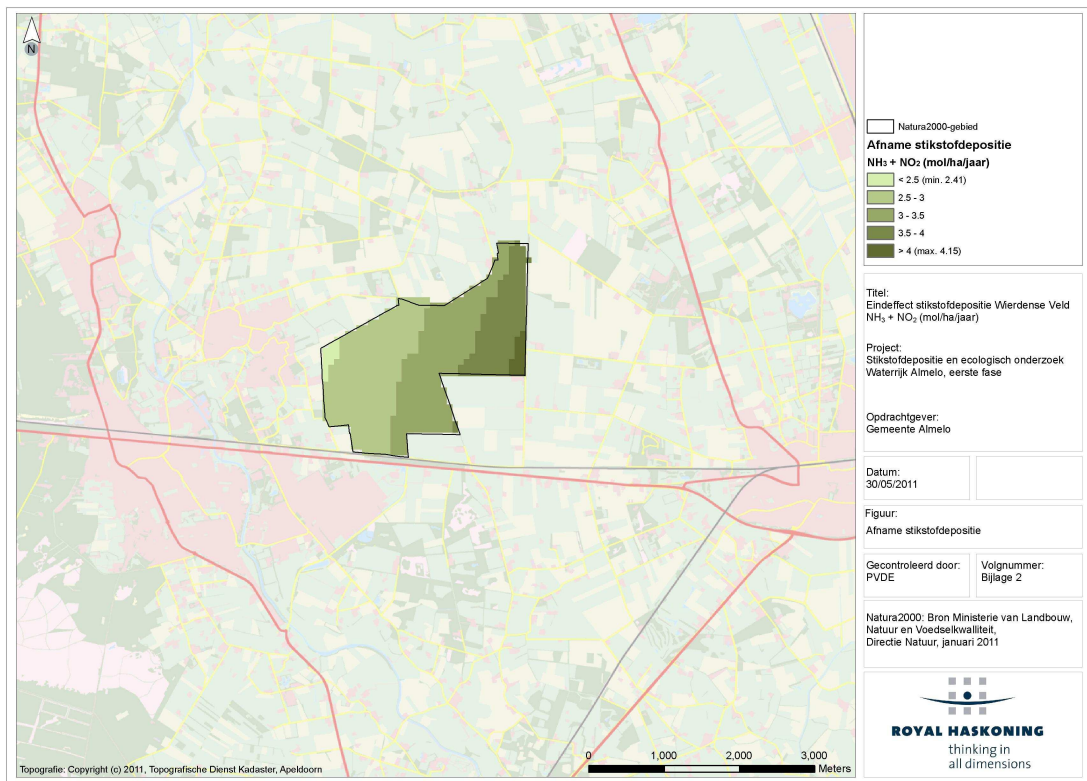 N
Natura2000-gebied
Afname stikstofdepositie
NH₃ + NO₂ (mol/ha/jaar)
< 2.5 (min. 2.41)
2.5 - 3
3 - 3.5
3.5 - 4
> 4 (max. 4.15)
Titel:
Eindeffect stikstofdepositie Wierdense Veld
NH₃ + NO₂ (mol/ha/jaar)
Project:
Stikstofdepositie en ecologisch onderzoek
Waterrijk Almelo, eerste fase
Opdrachtgever:
Gemeente Almelo
Datum:
30/05/2011
Figuur:
Afname stikstofdepositie
Gecontroleerd door:
PVDE
Volgnummer:
Bijlage 2
Natura2000: Bron Ministerie van Landbouw,
Natuur en Voedselkwalliteit,
Directie Natuur, januari 2011
ROYAL HASKONING
thinking in
all dimensions
0 1,000 2,000 3,000
Meters
Topografie: Copyright (c) 2011, Topografische Dienst Kadaster, Apeldoorn